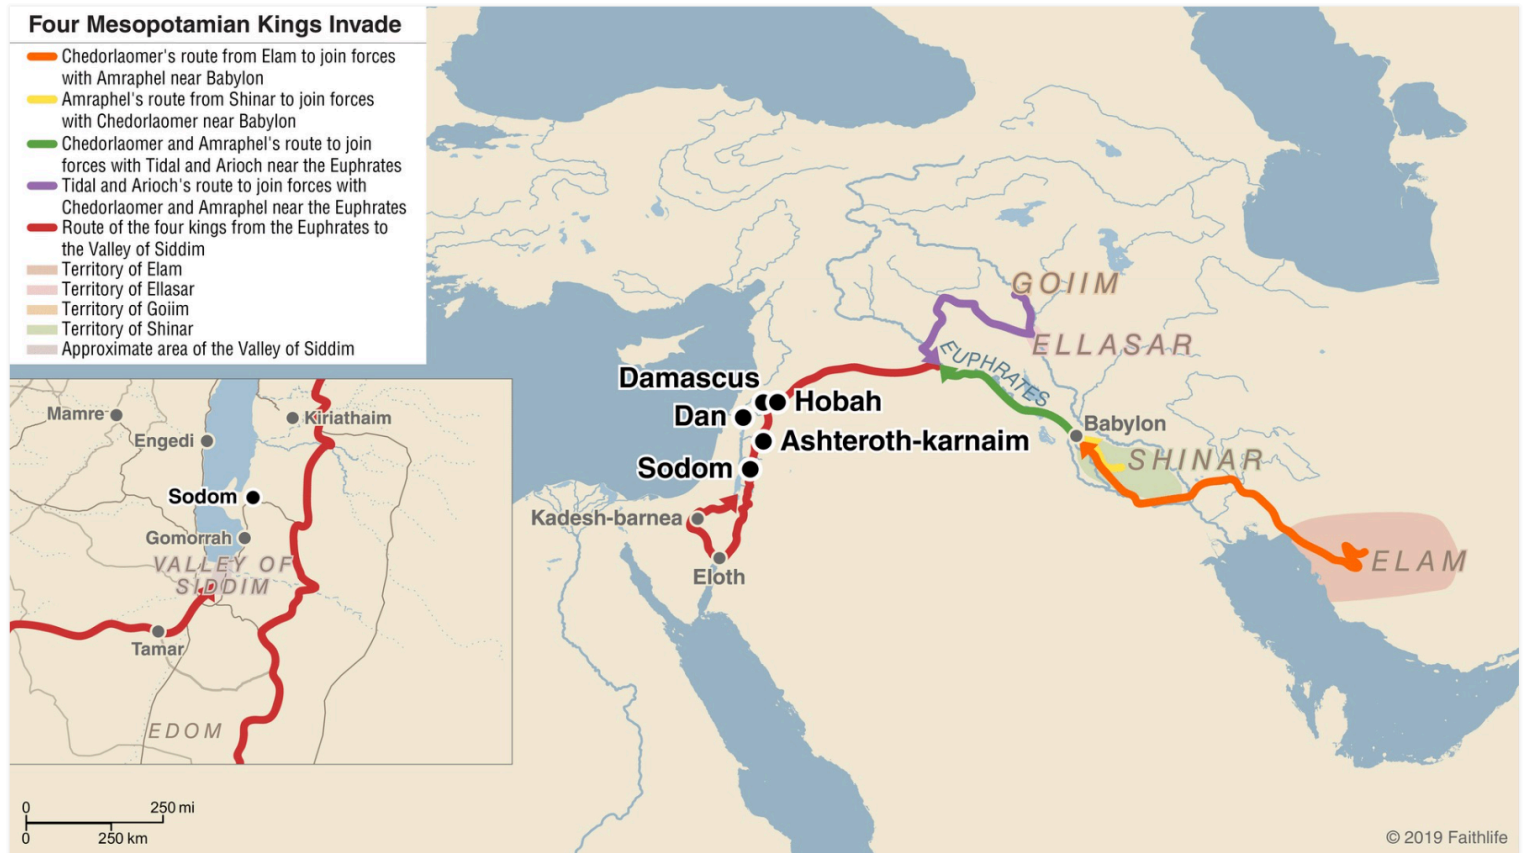 Four Mesopotamian Kings Invade
Chedorlaomer's route from Elam to join forces
with Amraphel near Babylon
Amraphel's route from Shinar to join forces
with Chedorlaomer near Babylon
Chedorlaomer and Amraphel's route to join
forces with Tidal and Arioch near the Euphrates
Tidal and Arioch's route to join forces with
Chedorlaomer and Amraphel near the Euphrates
Route of the four kings from the Euphrates to
the Valley of Siddim
Territory of Elam
Territory of Ellasar
Territory of Goiim
Territory of Shinar
Approximate area of the Valley of Siddim
GOIIM
ELLASAR
EUPHRATES
Damascus
Hobah
Dan
Ashteroth-karnaim
Babylon
SHINAR
Sodom
Kadesh-barnea
Eloth
ELAM
Mamre
Kiriathaim
Engedi
Sodom
Gomorrah
VALLEY OF
SIDDIM
Tamar
EDOM
0 250 mi
0 250 km
© 2019 Faithlife